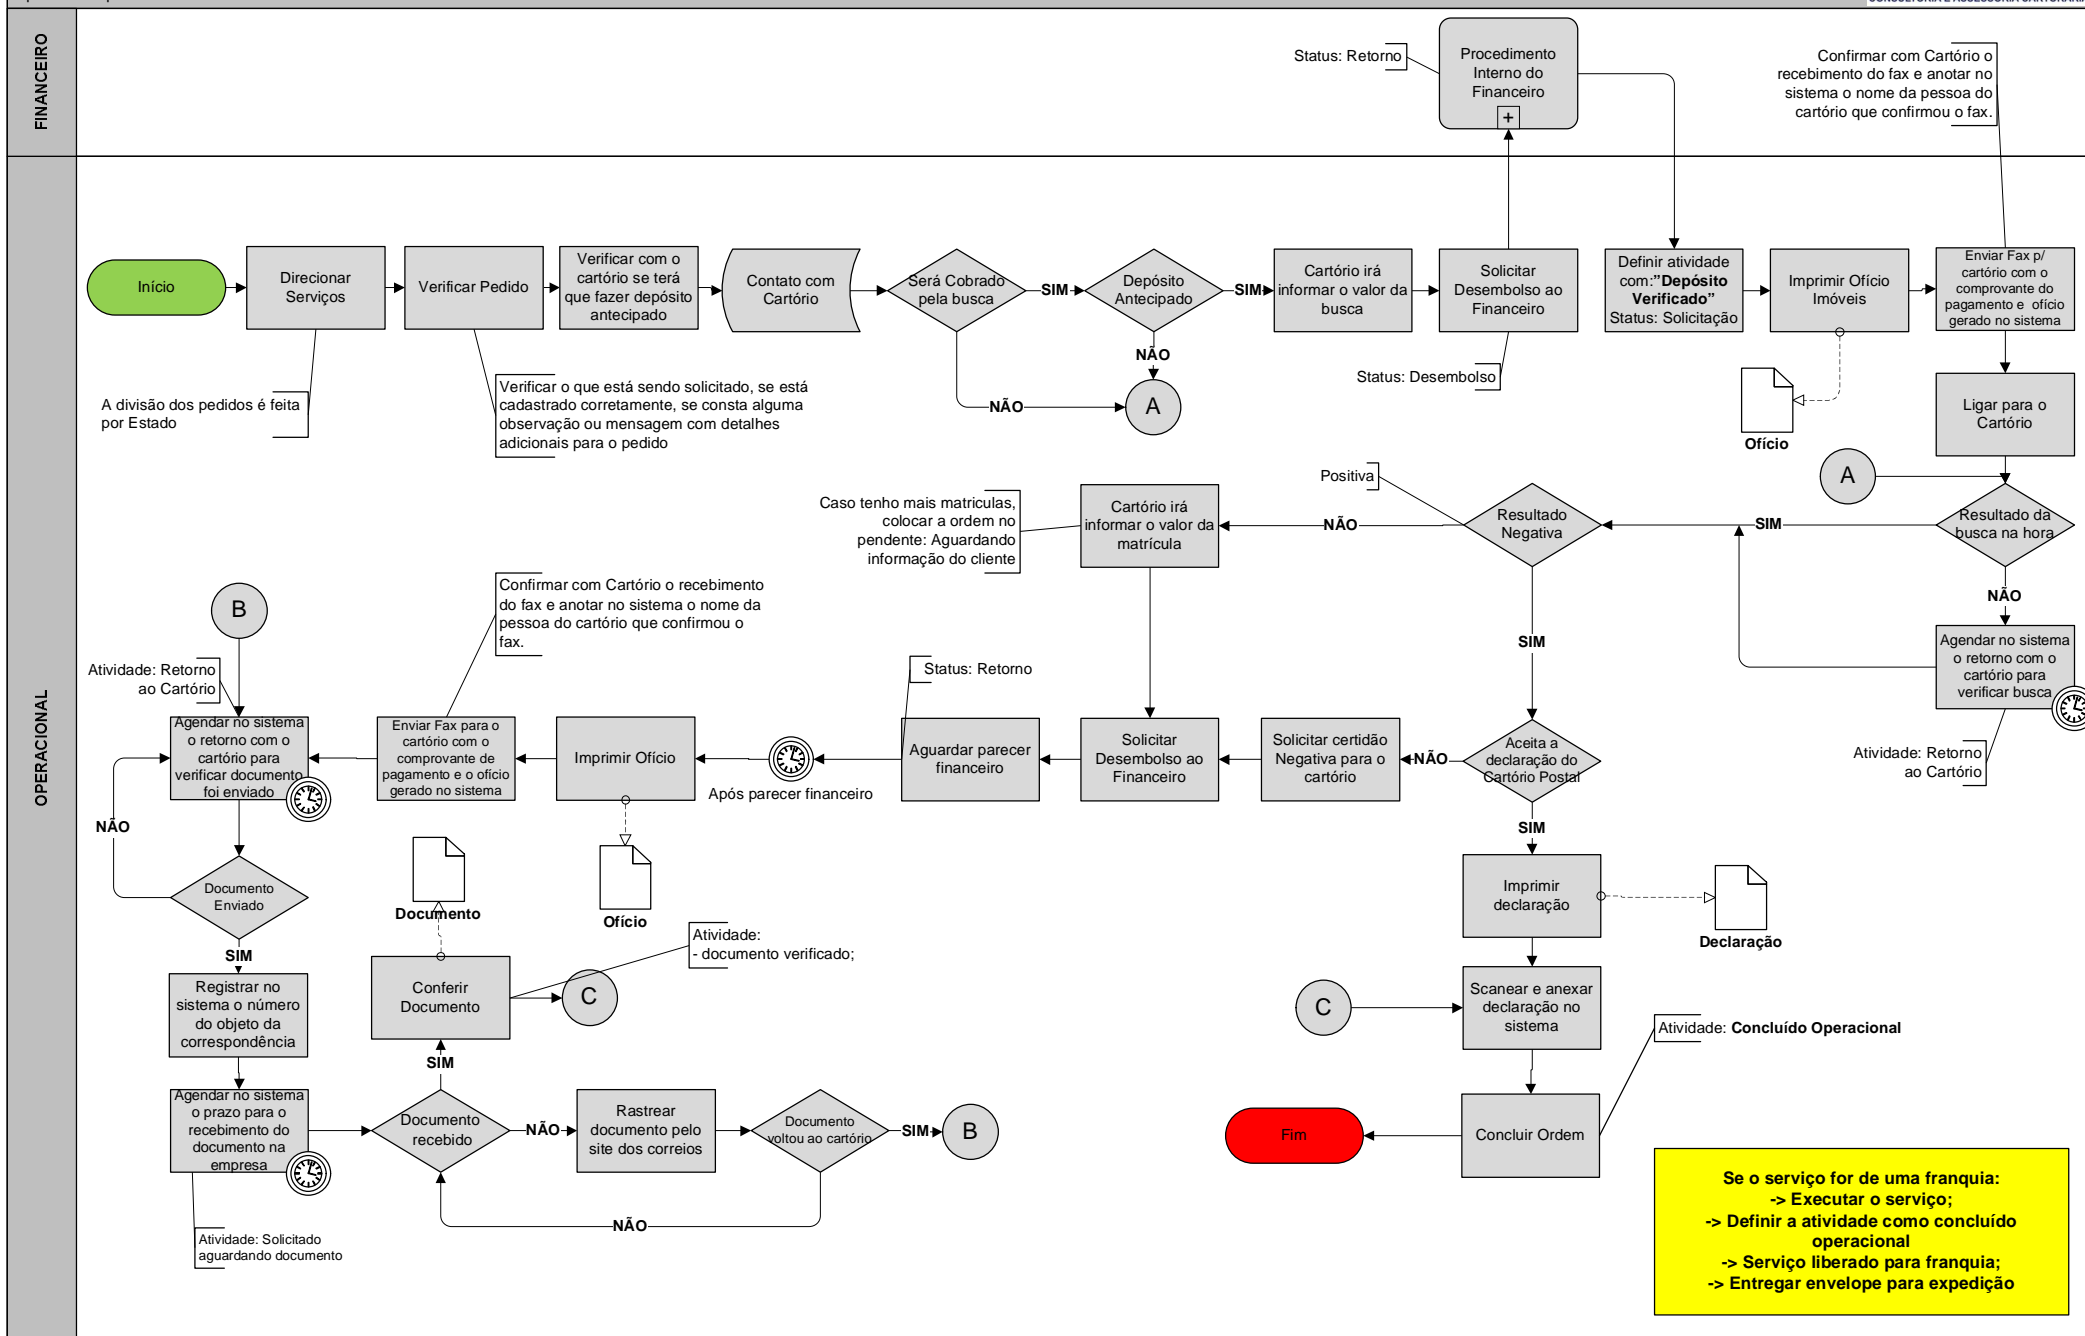 FINANCEIRO
Status: Retorno
Procedimento
Interno do
Financeiro
+
Confirmar com Cartório o
recebimento do fax e anotar no
sistema o nome da pessoa do
cartório que confirmou o fax.
OPERACIONAL
Início
Direcionar
Serviços
Verificar Pedido
Verificar com o
cartório se terá
que fazer depósito
antecipado
Contato com
Cartório
Será Cobrado
pela busca
SIM
Depósito
Antecipado
SIM
Cartório irá
informar o valor da
busca
Solicitar
Desembolso ao
Financeiro
Definir atividade
com:”Depósito
Verificado”
Status: Solicitação
Imprimir Ofício
Imóveis
Enviar Fax p/
cartório com o
comprovante do
pagamento e ofício
gerado no sistema
A divisão dos pedidos é feita
por Estado
Verificar o que está sendo solicitado, se está
cadastrado corretamente, se consta alguma
observação ou mensagem com detalhes
adicionais para o pedido
NÃO
NÃO
A
Status: Desembolso
Ofício
Ligar para o
Cartório
A
Caso tenho mais matriculas,
colocar a ordem no
pendente: Aguardando
informação do cliente
Cartório irá
informar o valor da
matrícula
NÃO
Positiva
Resultado
Negativa
SIM
Resultado da
busca na hora
NÃO
SIM
Agendar no sistema
o retorno com o
cartório para
verificar busca
Atividade: Retorno
ao Cartório
B
Atividade: Retorno
ao Cartório
Confirmar com Cartório o recebimento
do fax e anotar no sistema o nome da
pessoa do cartório que confirmou o
fax.
Status: Retorno
Agendar no sistema
o retorno com o
cartório para
verificar documento
foi enviado
Enviar Fax para o
cartório com o
comprovante de
pagamento e o ofício
gerado no sistema
Imprimir Ofício
Após parecer financeiro
Aguardar parecer
financeiro
Solicitar
Desembolso ao
Financeiro
Solicitar certidão
Negativa para o
cartório
NÃO
Aceita a
declaração do
Cartório Postal
SIM
NÃO
Documento
Enviado
SIM
Documento
Ofício
Imprimir
declaração
Declaração
Atividade:
- documento verificado;
Registrar no
sistema o número
do objeto da
correspondência
Conferir
Documento
C
C
Scanear e anexar
declaração no
sistema
Atividade: Concluído Operacional
SIM
Agendar no sistema
o prazo para o
recebimento do
documento na
empresa
Documento
recebido
NÃO
Rastrear
documento pelo
site dos correios
Documento
voltou ao cartório
SIM
B
Fim
Concluir Ordem
NÃO
Atividade: Solicitado
aguardando documento
Se o serviço for de uma franquia:
-> Executar o serviço;
-> Definir a atividade como concluído
operacional
-> Serviço liberado para franquia;
-> Entregar envelope para expedição